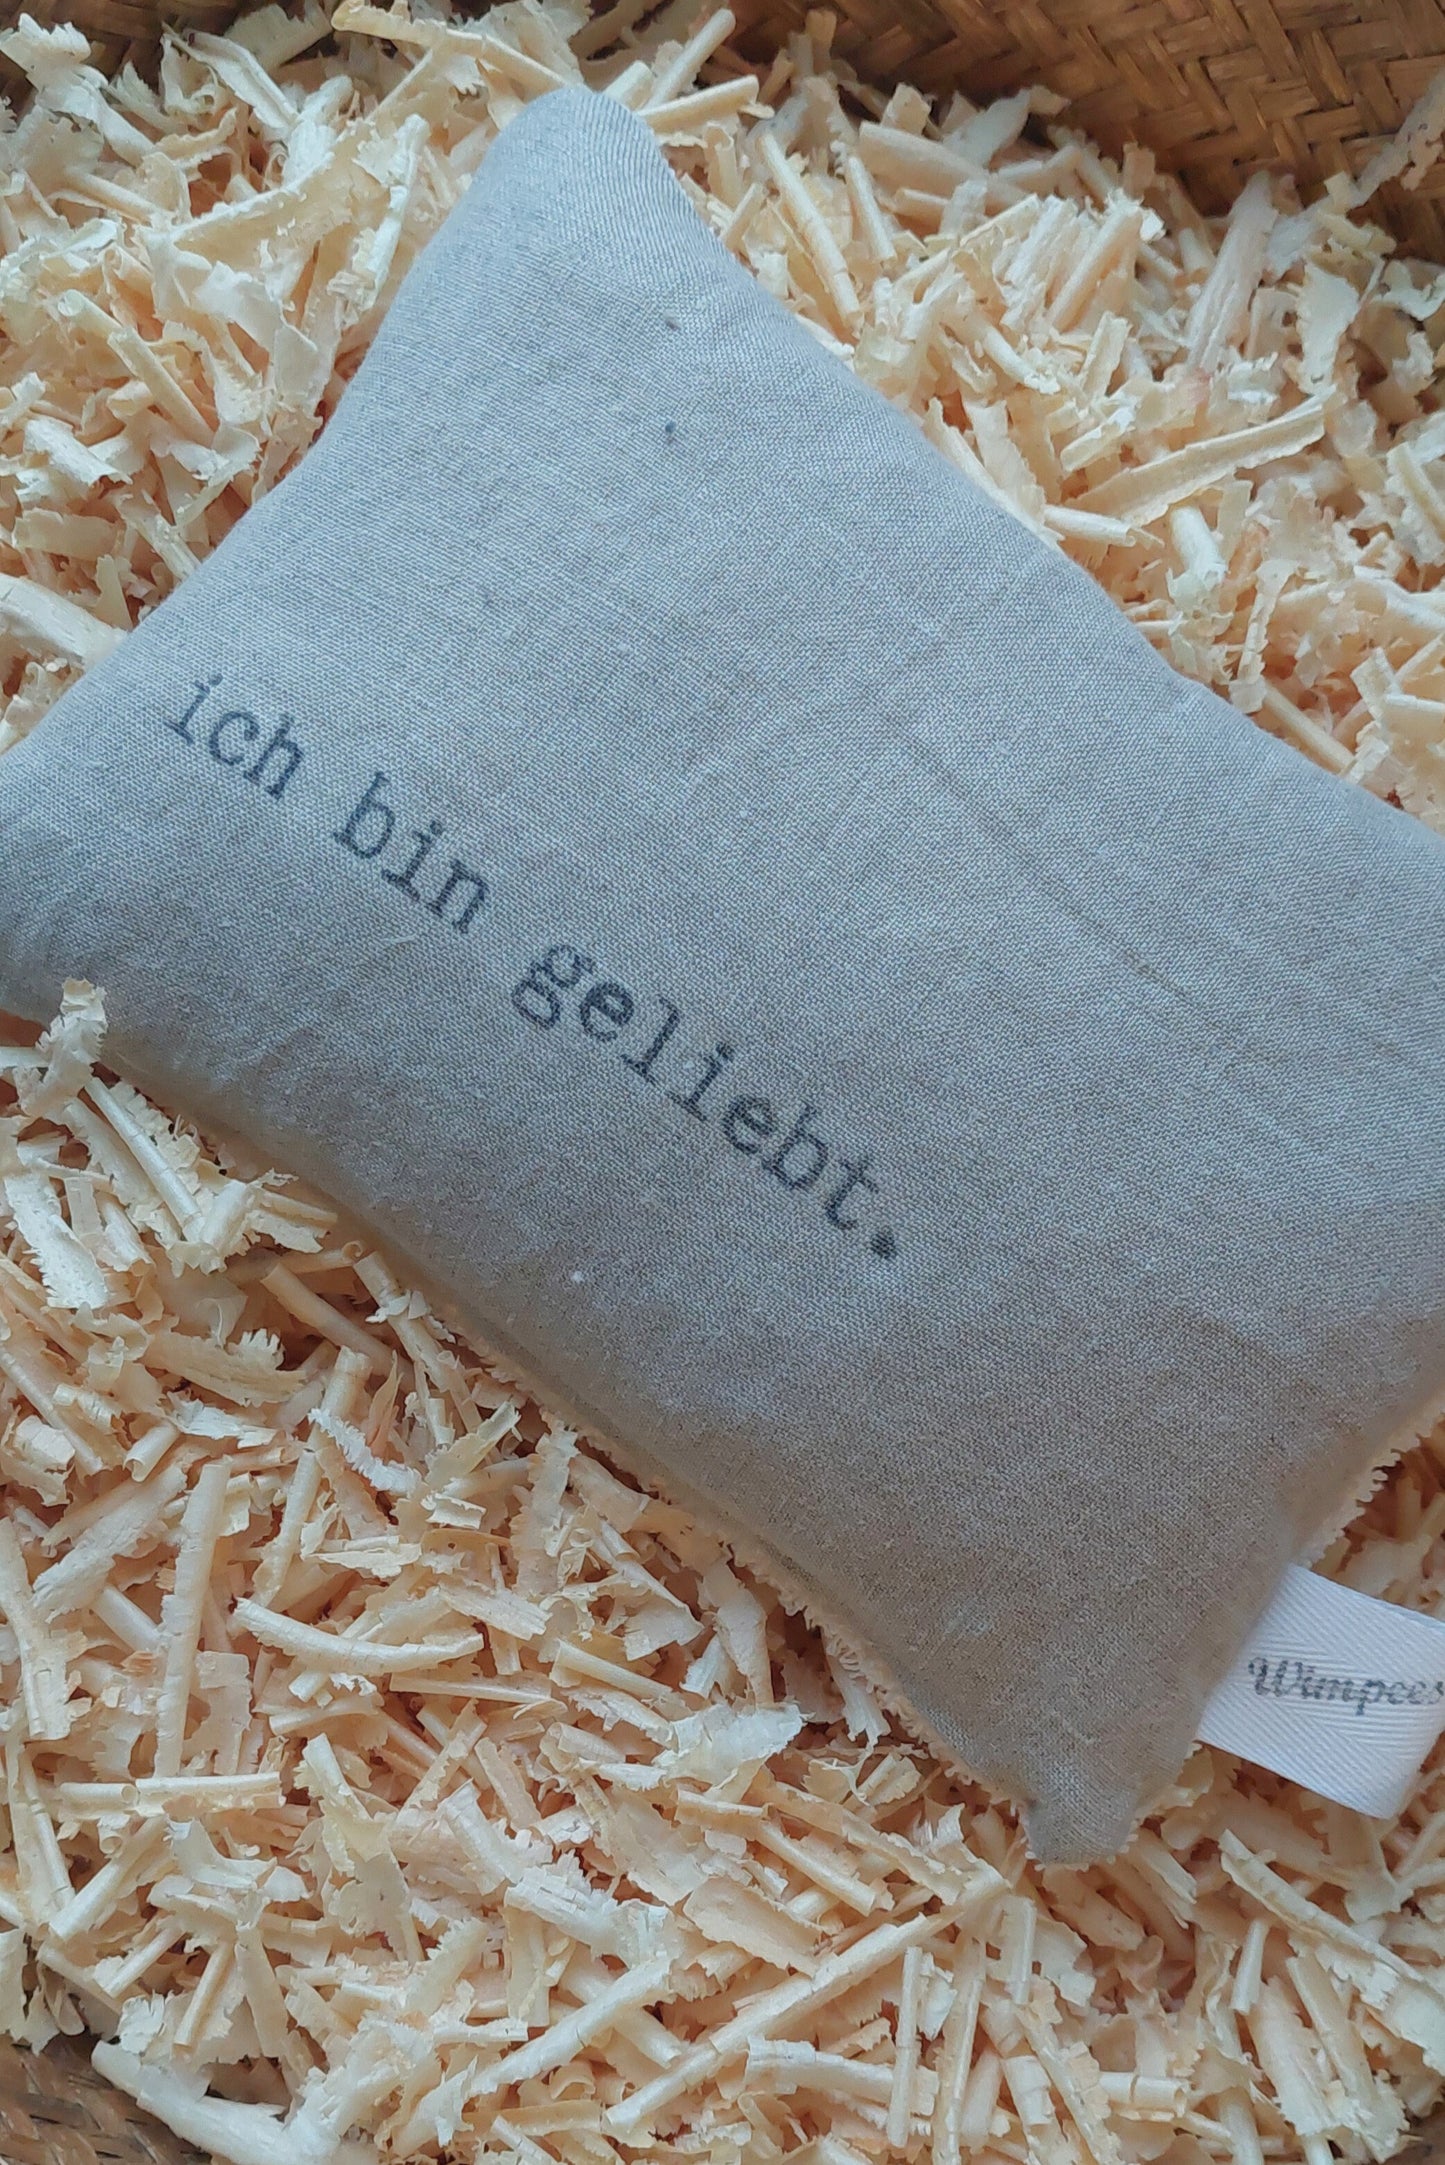 ich bin geliebt.